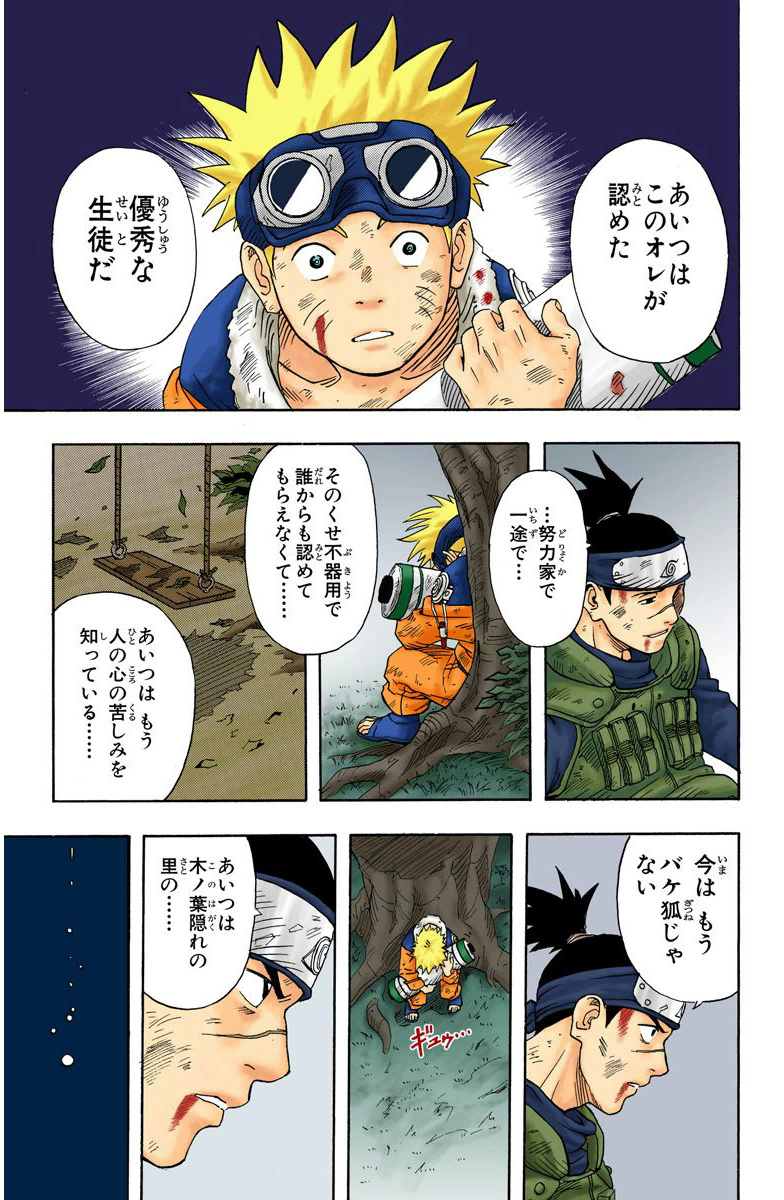 あいつは
このオレが
認めた
優秀な
生徒だ
…努力家で
一途で…
そのくせ不器用で
誰からも認めて
もらえなくて……
あいつは もう
人の心の苦しみを
知っている……
今は もう
バケ狐じゃ
ない
ギュゥ…
あいつは
木ノ葉隠れの
里の……